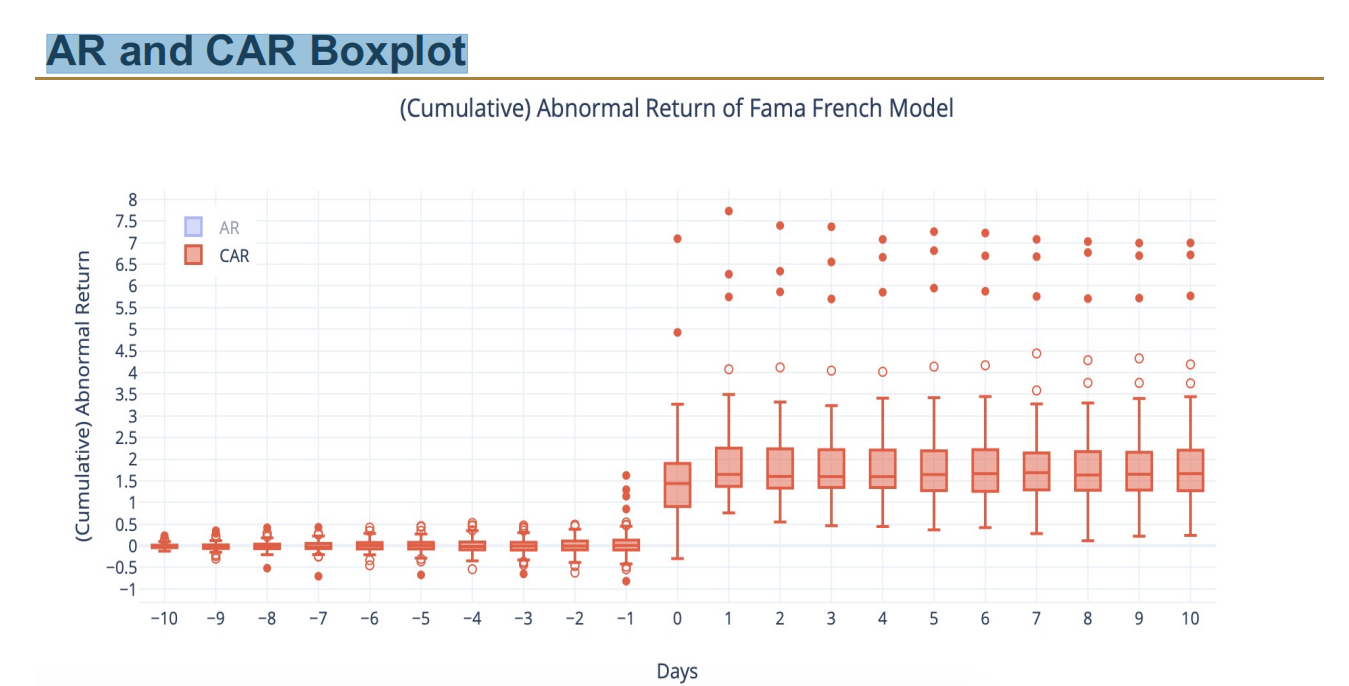 AR and CAR Boxplot
(Cumulative) Abnormal Return of Fama French Model
(Cumulative) Abnormal Return
8
7.5
7
6.5
6
5.5
5
4.5
4
3.5
3
2.5
2
1.5
1
0.5
0
−0.5
−1
AR
CAR
−10 −9 −8 −7 −6 −5 −4 −3 −2 −1 0 1 2 3 4 5 6 7 8 9 10
Days